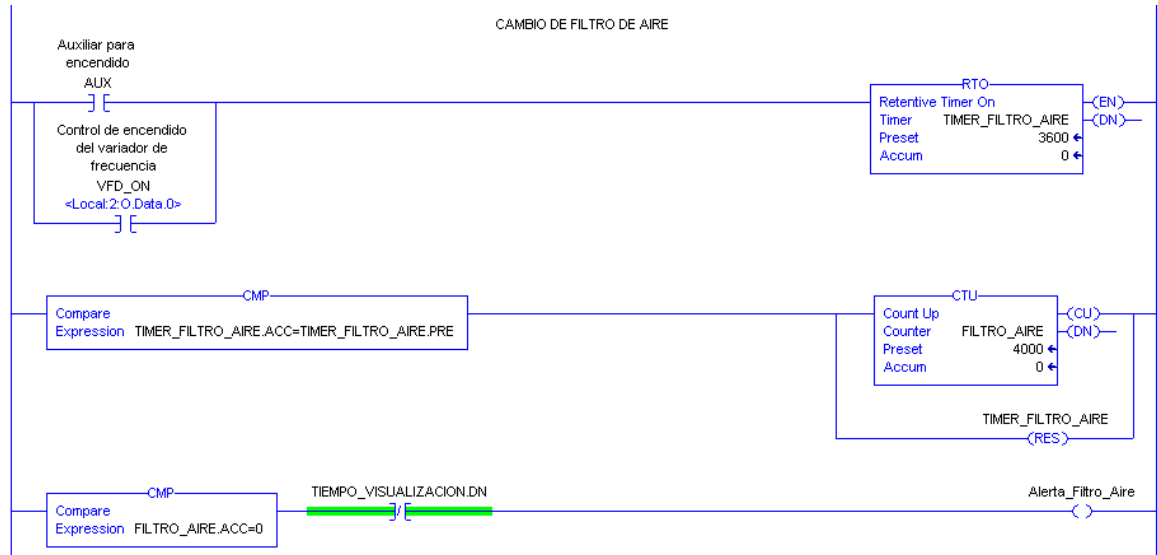 CAMBIO DE FILTRO DE AIRE
Auxiliar para
encendido
AUX
Control de encendido
del variador de
frecuencia
VFD_ON
<Local:2:O.Data.0>
RTO
Retentive Timer On
Timer TIMER_FILTRO_AIRE
Preset 3600
Accum 0
(EN)
(DN)
CMP
Compare
Expression TIMER_FILTRO_AIRE.ACC=TIMER_FILTRO_AIRE.PRE
CTU
Count Up
Counter FILTRO_AIRE
Preset 4000
Accum 0
(CU)
(DN)
TIMER_FILTRO_AIRE
(RES)
CMP
Compare
Expression FILTRO_AIRE.ACC=0
TIEMPO_VISUALIZACION.DN
Alerta_Filtro_Aire